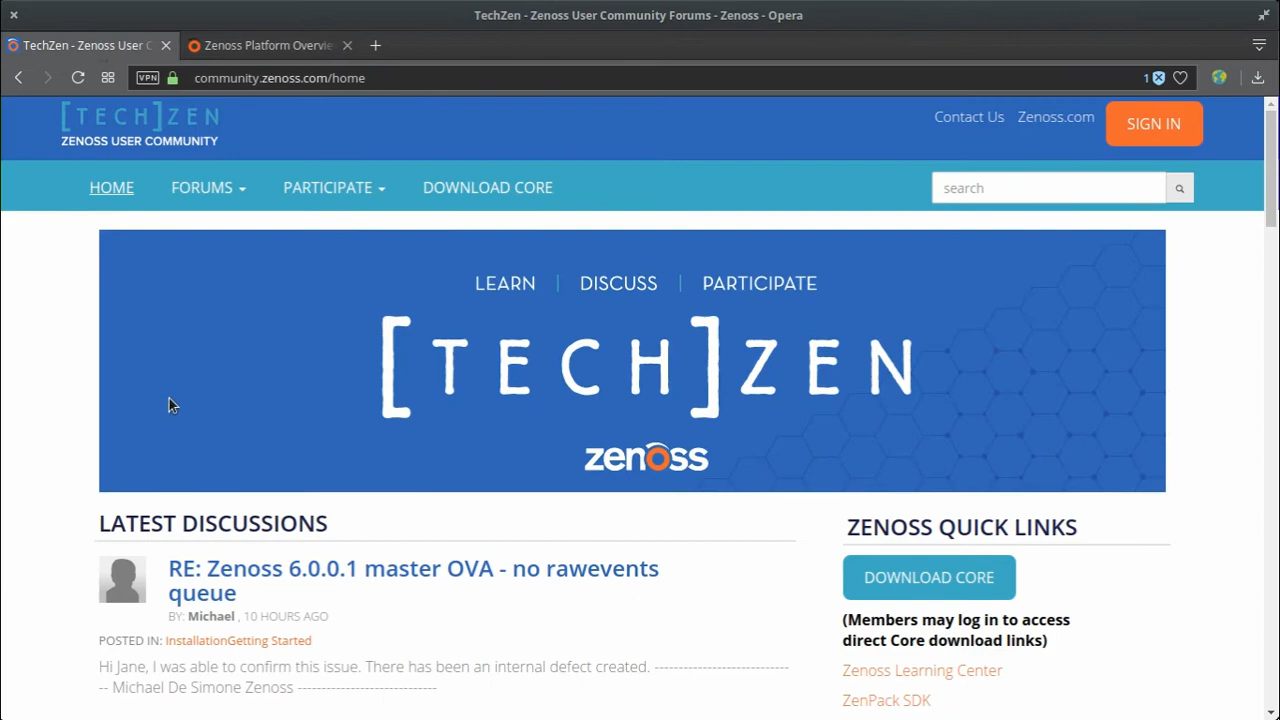 TechZen - Zenoss User Community Forums - Zenoss - Opera
TechZen - Zenoss User C
Zenoss Platform Overvie
VPN
community.zenoss.com/home
1
[TECH]ZEN
ZENOSS USER COMMUNITY
Contact Us
Zenoss.com
SIGN IN
HOME
FORUMS
PARTICIPATE
DOWNLOAD CORE
search
LEARN | DISCUSS | PARTICIPATE
[TECH]ZEN
zenoss
LATEST DISCUSSIONS
RE: Zenoss 6.0.0.1 master OVA - no rawevents
queue
BY: Michael , 10 HOURS AGO
POSTED IN: InstallationGetting Started
Hi Jane, I was able to confirm this issue. There has been an internal defect created. ----------------------------
-- Michael De Simone Zenoss -----------------------------
ZENOSS QUICK LINKS
DOWNLOAD CORE
(Members may log in to access
direct Core download links)
Zenoss Learning Center
ZenPack SDK